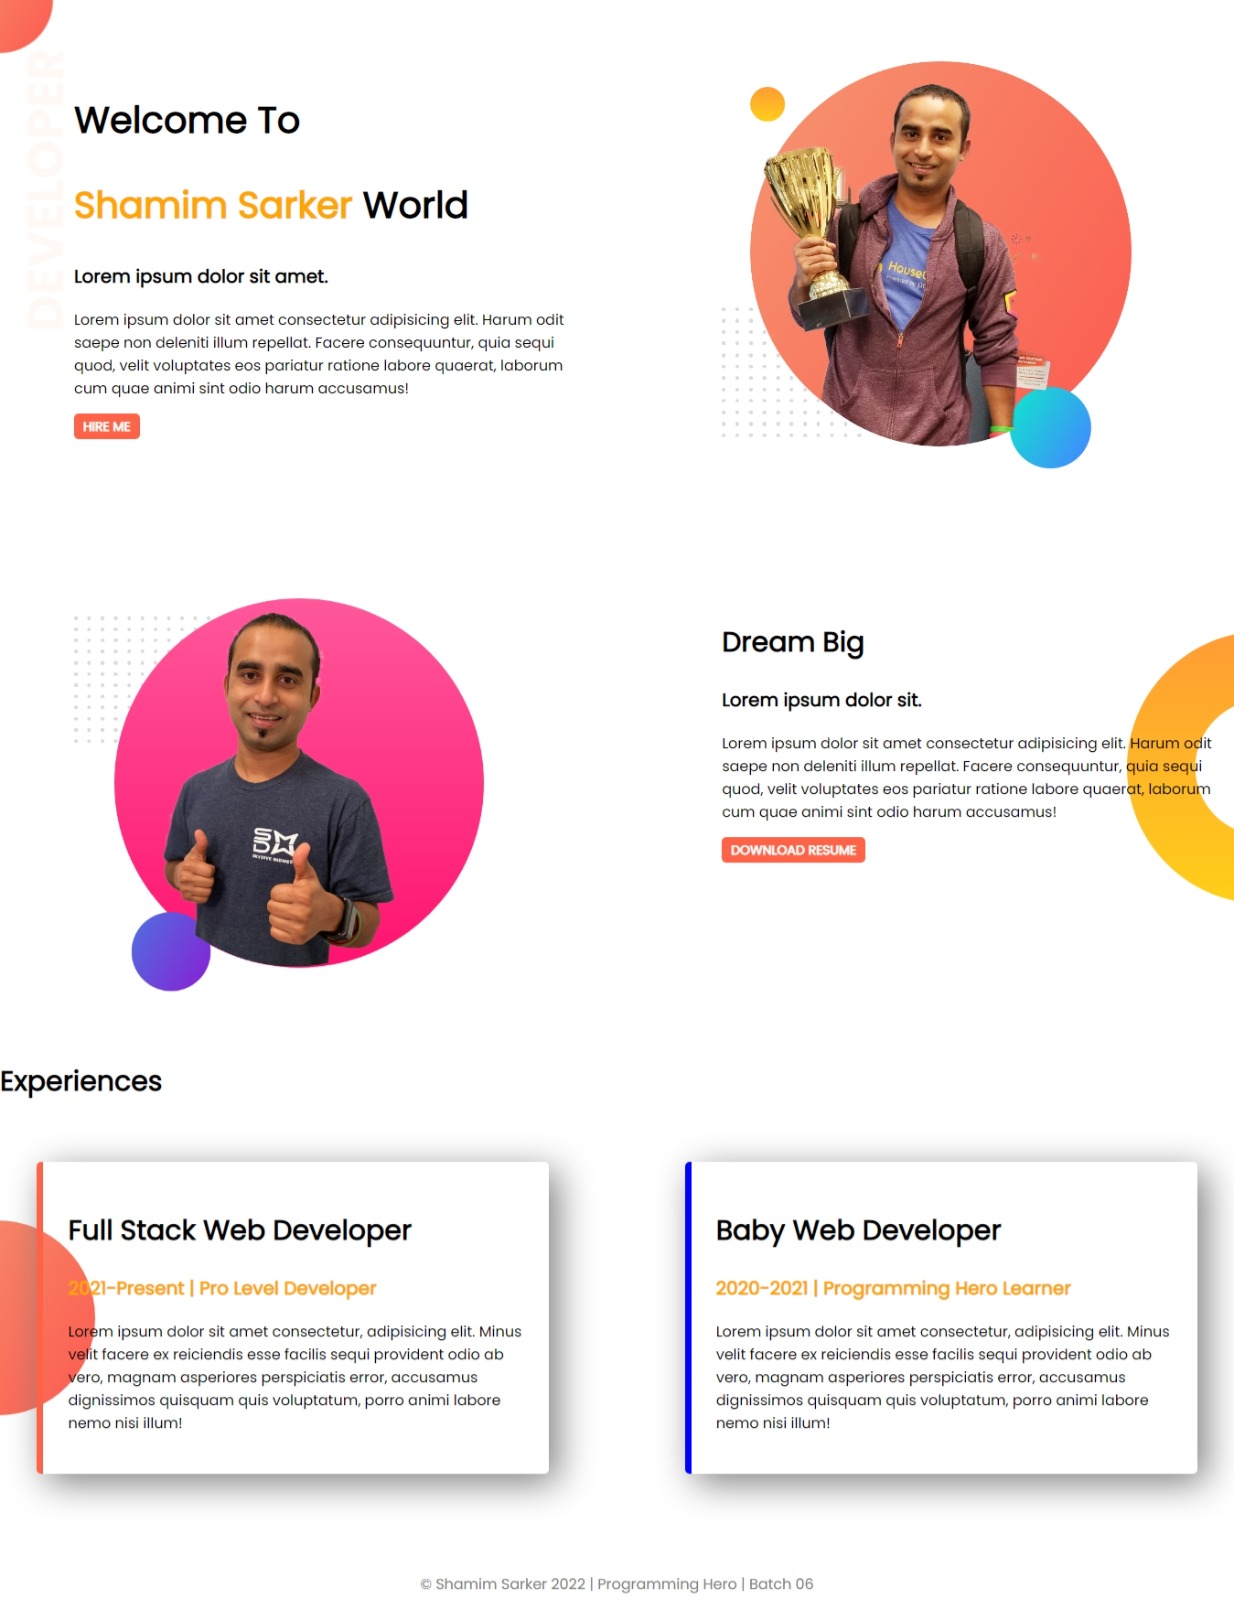 DEVELOPER
Welcome To
Shamim Sarker World
Lorem ipsum dolor sit amet.
Lorem ipsum dolor sit amet consectetur adipisicing elit. Harum odit
saepe non deleniti illum repellat. Facere consequuntur, quia sequi
quod, velit voluptates eos pariatur ratione labore quaerat, laborum
cum quae animi sint odio harum accusamus!
HIRE ME
Dream Big
Lorem ipsum dolor sit.
Lorem ipsum dolor sit amet consectetur adipisicing elit. Harum odit
saepe non deleniti illum repellat. Facere consequuntur, quia sequi
quod, velit voluptates eos pariatur ratione labore quaerat, laborum
cum quae animi sint odio harum accusamus!
DOWNLOAD RESUME
Experiences
Full Stack Web Developer
2021-Present | Pro Level Developer
Lorem ipsum dolor sit amet consectetur, adipisicing elit. Minus
velit facere ex reiciendis esse facilis sequi provident odio ab
vero, magnam asperiores perspiciatis error, accusamus
dignissimos quisquam quis voluptatum, porro animi labore
nemo nisi illum!
Baby Web Developer
2020-2021 | Programming Hero Learner
Lorem ipsum dolor sit amet consectetur, adipisicing elit. Minus
velit facere ex reiciendis esse facilis sequi provident odio ab
vero, magnam asperiores perspiciatis error, accusamus
dignissimos quisquam quis voluptatum, porro animi labore
nemo nisi illum!
© Shamim Sarker 2022 | Programming Hero | Batch 06